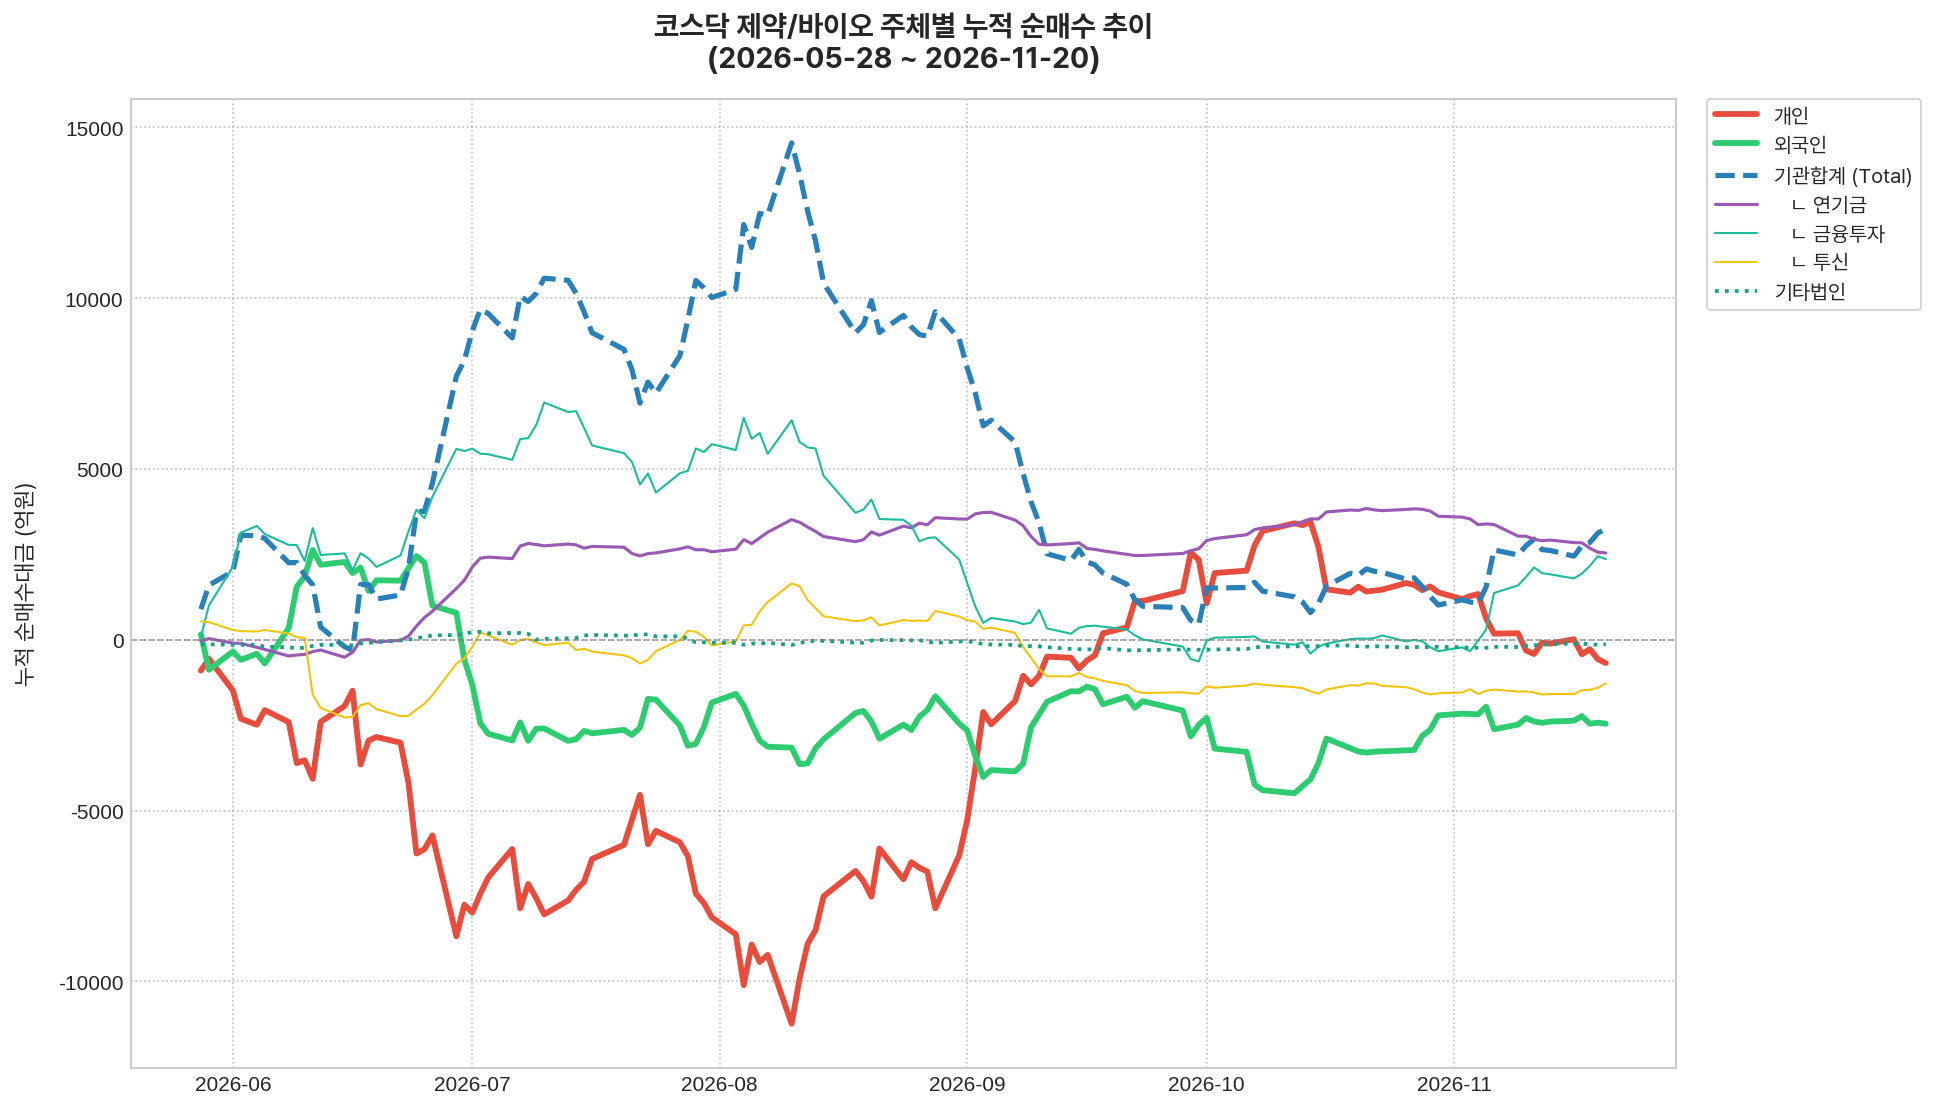 코스닥 제약/바이오 주체별 누적 순매수 추이
(2026-05-28 ~ 2026-11-20)
누적 순매수대금 (억원)
15000
10000
5000
0
-5000
-10000
2026-06
2026-07
2026-08
2026-09
2026-10
2026-11
개인
외국인
기관합계 (Total)
ㄴ 연기금
ㄴ 금융투자
ㄴ 투신
기타법인